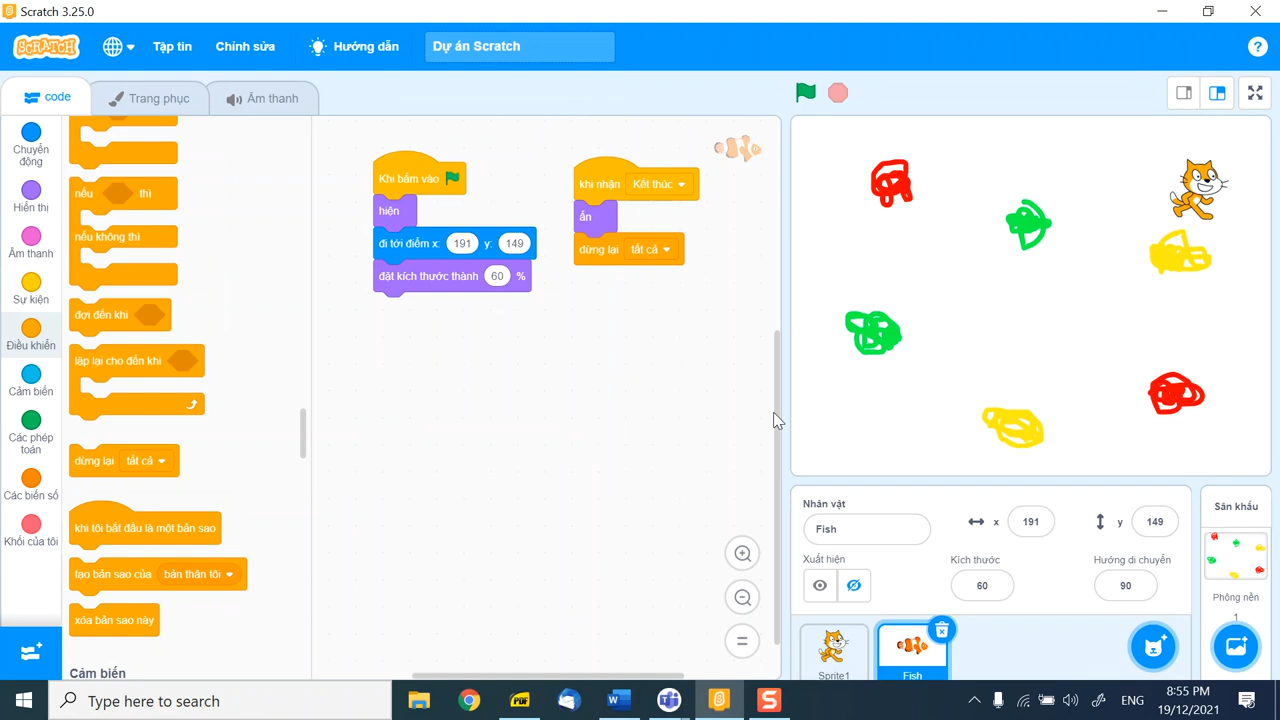 Scratch 3.25.0
SCRATCH Tập tin Chỉnh sửa Hướng dẫn Dự án Scratch
code Trang phục Âm thanh
Chuyển động
Hiển thị
Âm thanh
Sự kiện
Điều khiển
Cảm biến
Các phép toán
Các biến số
Khối của tôi
nếu thì
nếu không thì
đợi đến khi
lặp lại cho đến khi
dừng lại tất cả
khi tôi bắt đầu là một bản sao
tạo bản sao của bản thân tôi
xóa bản sao này
Cảm biến
Khi bấm vào
hiện
đi tới điểm x: 191 y: 149
đặt kích thước thành 60 %
khi nhận Kết thúc
ẩn
dừng lại tất cả
Nhân vật
Fish
x 191 y 149
Xuất hiện
Kích thước
60
Hướng di chuyển
90
Sprite1
Fish
Sân khấu
Phông nền
1
Type here to search
PDF
ENG
8:55 PM
19/12/2021